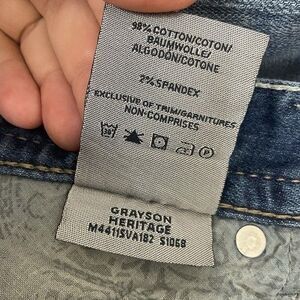 98% COTTON/COTON/
BAUMWOLLE/
ALGODÓN/COTONE
2% SPANDEX
EXCLUSIVE OF TRIM/GARNITURES
NON-COMPRISES
GRAYSON
HERITAGE
M4411SVA182 S1068